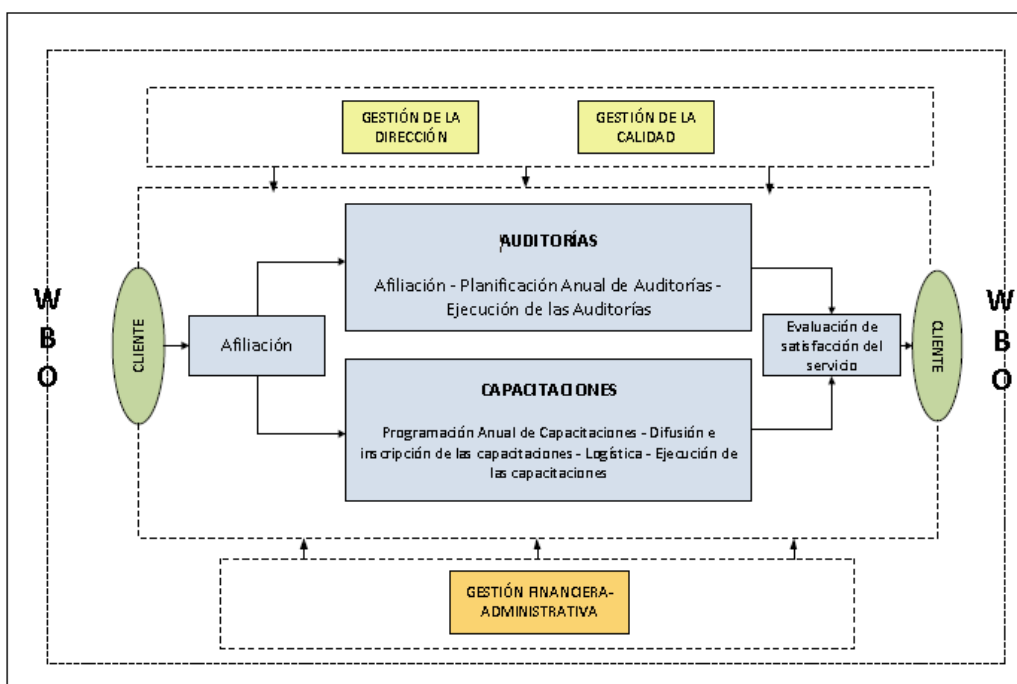 GESTIÓN DE LA
DIRECCIÓN
GESTIÓN DE LA
CALIDAD
W
B
O
CLIENTE
Afiliación
AUDITORÍAS
Afiliación - Planificación Anual de Auditorías -
Ejecución de las Auditorías
CAPACITACIONES
Programación Anual de Capacitaciones - Difusión e
inscripción de las capacitaciones - Logística - Ejecución de
las capacitaciones
Evaluación de
satisfacción del
servicio
CLIENTE
W
B
O
GESTIÓN FINANCIERA-
ADMINISTRATIVA